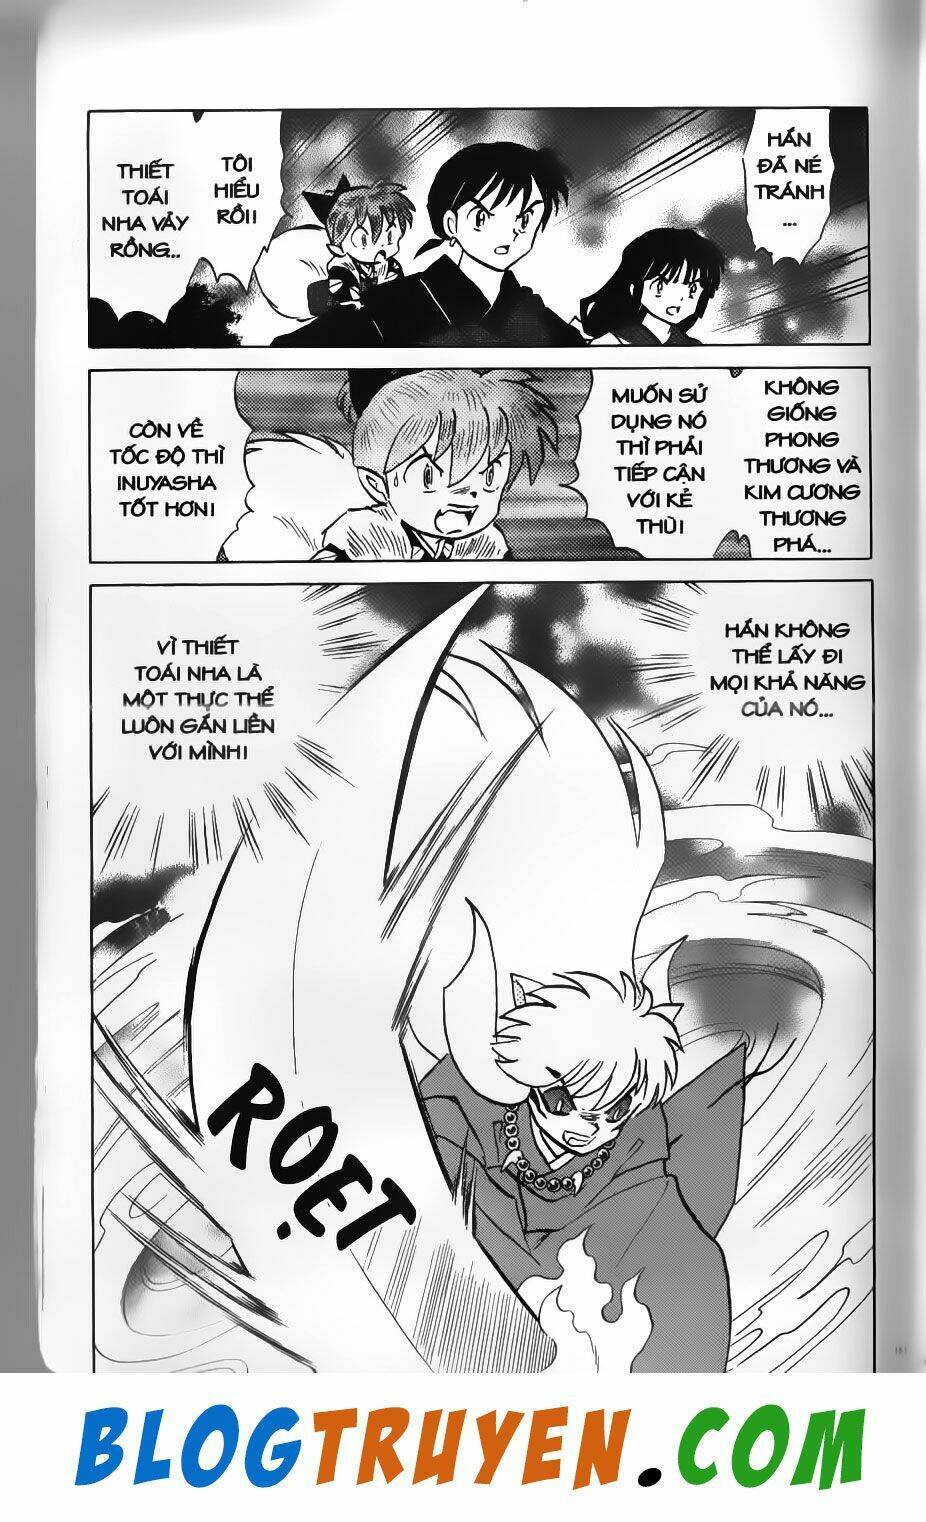 HẮN
ĐÃ NÉ
TRÁNH
...
TÔI
HIỂU
RỒI!
THIẾT
TOÁI
NHA VẢY
RỒNG...
KHÔNG
GIỐNG
PHONG
THƯƠNG VÀ
KIM CƯƠNG
THƯƠNG
PHÁ...
MUỐN SỬ
DỤNG NÓ
THÌ PHẢI
TIẾP CẬN
VỚI KẺ
THÙ!
CÒN VỀ
TỐC ĐỘ THÌ
INUYASHA
TỐT HƠN!
HẮN KHÔNG
THỂ LẤY ĐI
MỌI KHẢ NĂNG
CỦA NÓ...
VÌ THIẾT
TOÁI NHA LÀ
MỘT THỰC THỂ
LUÔN GẮN LIỀN
VỚI MÌNH!
ROẸT
BLOGTRUYEN.COM